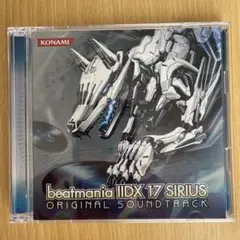 KONAMI
beatmania IIDX 17 SIRIUS
ORIGINAL SOUNDTRACK